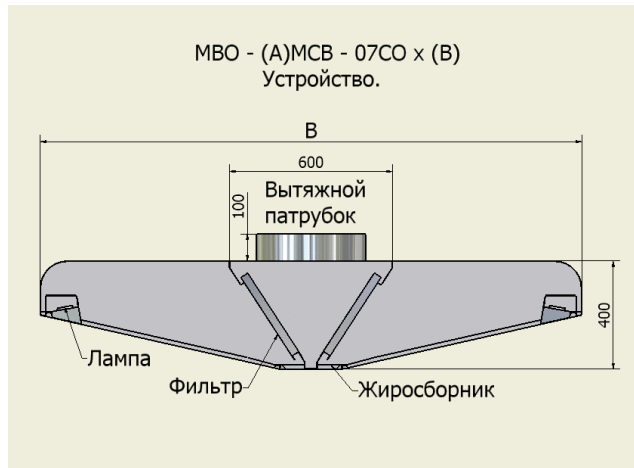 МВО - (А)МСВ - 07СО х (В)
Устройство.
В
600
Вытяжной
патрубок
100
400
Лампа
Фильтр
Жиросборник